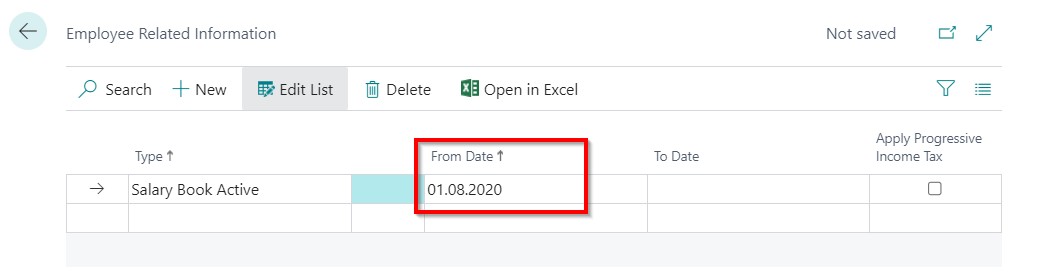 Employee Related Information
Not saved
Search
New
Edit List
Delete
Open in Excel
Type↑
From Date↑
To Date
Apply Progressive
Income Tax
Salary Book Active
01.08.2020